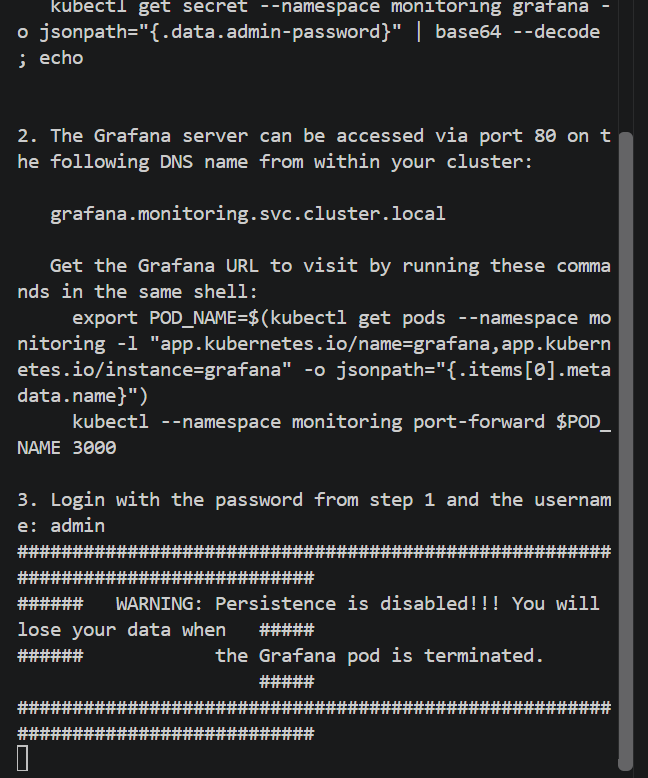 kubectl get secret --namespace monitoring grafana -
o jsonpath="{.data.admin-password}" | base64 --decode
; echo


2. The Grafana server can be accessed via port 80 on t
he following DNS name from within your cluster:

   grafana.monitoring.svc.cluster.local

   Get the Grafana URL to visit by running these comma
nds in the same shell:
     export POD_NAME=$(kubectl get pods --namespace mo
nitoring -l "app.kubernetes.io/name=grafana,app.kubern
etes.io/instance=grafana" -o jsonpath="{.items[0].meta
data.name}")
     kubectl --namespace monitoring port-forward $POD_
NAME 3000

3. Login with the password from step 1 and the usernam
e: admin
######################################################
###########################
######   WARNING: Persistence is disabled!!! You will 
lose your data when   #####
######            the Grafana pod is terminated.      
                      #####
######################################################
###########################